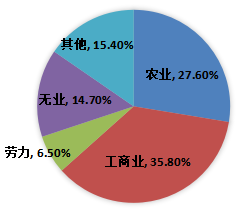 其他, 15.40%
农业, 27.60%
无业, 14.70%
劳力, 6.50%
工商业, 35.80%